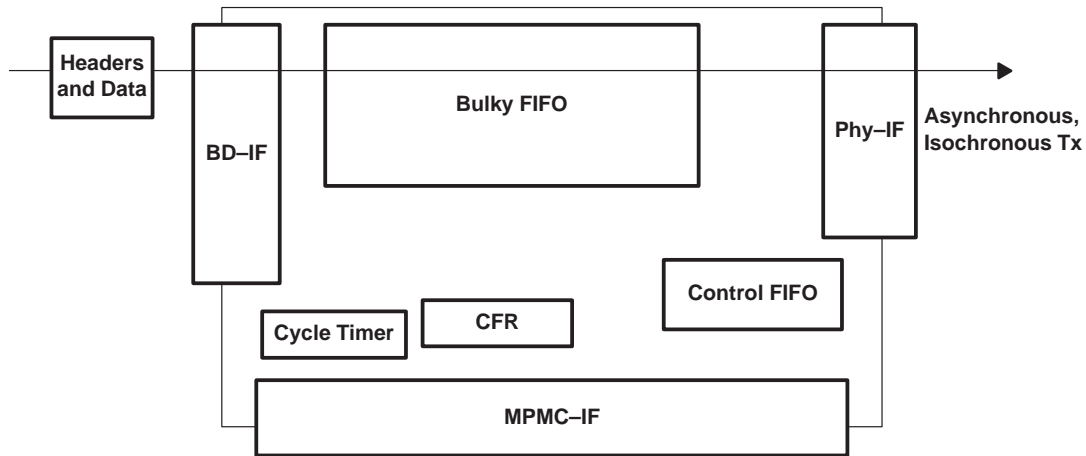 Headers
and Data
BD–IF
Bulky FIFO
Phy–IF
Asynchronous,
Isochronous Tx
Control FIFO
CFR
Cycle Timer
MPMC–IF